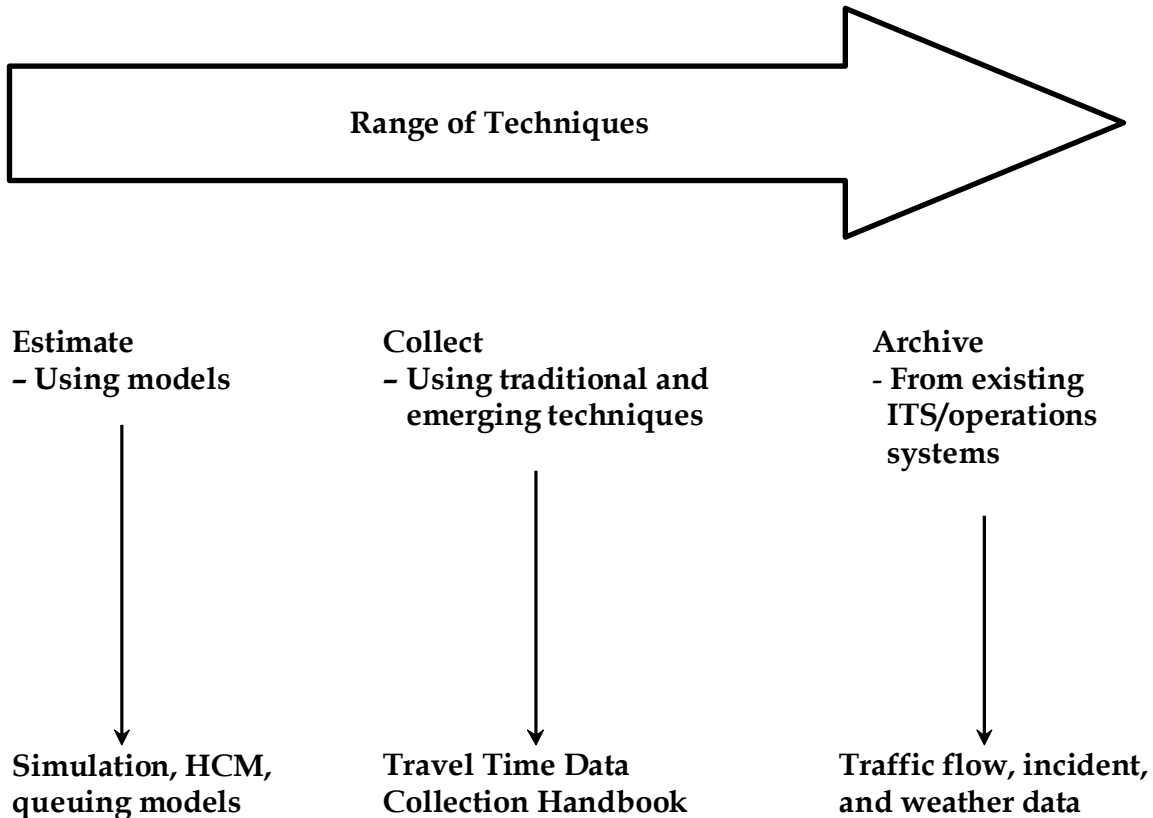 Range of Techniques
Estimate
– Using models
Collect
– Using traditional and
emerging techniques
Archive
- From existing
ITS/operations
systems
Simulation, HCM,
queuing models
Travel Time Data
Collection Handbook
Traffic flow, incident,
and weather data